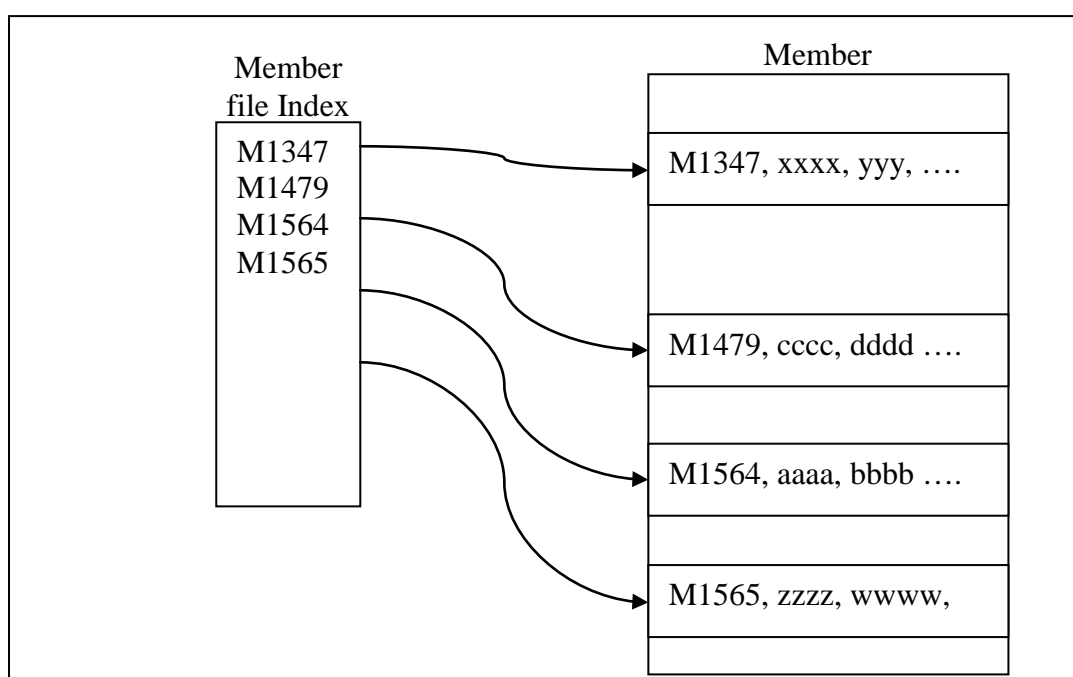 Member
file Index
M1347
M1479
M1564
M1565
Member
M1347, xxxx, yyy, ….
M1479, cccc, dddd ….
M1564, aaaa, bbbb ….
M1565, zzzz, wwww,